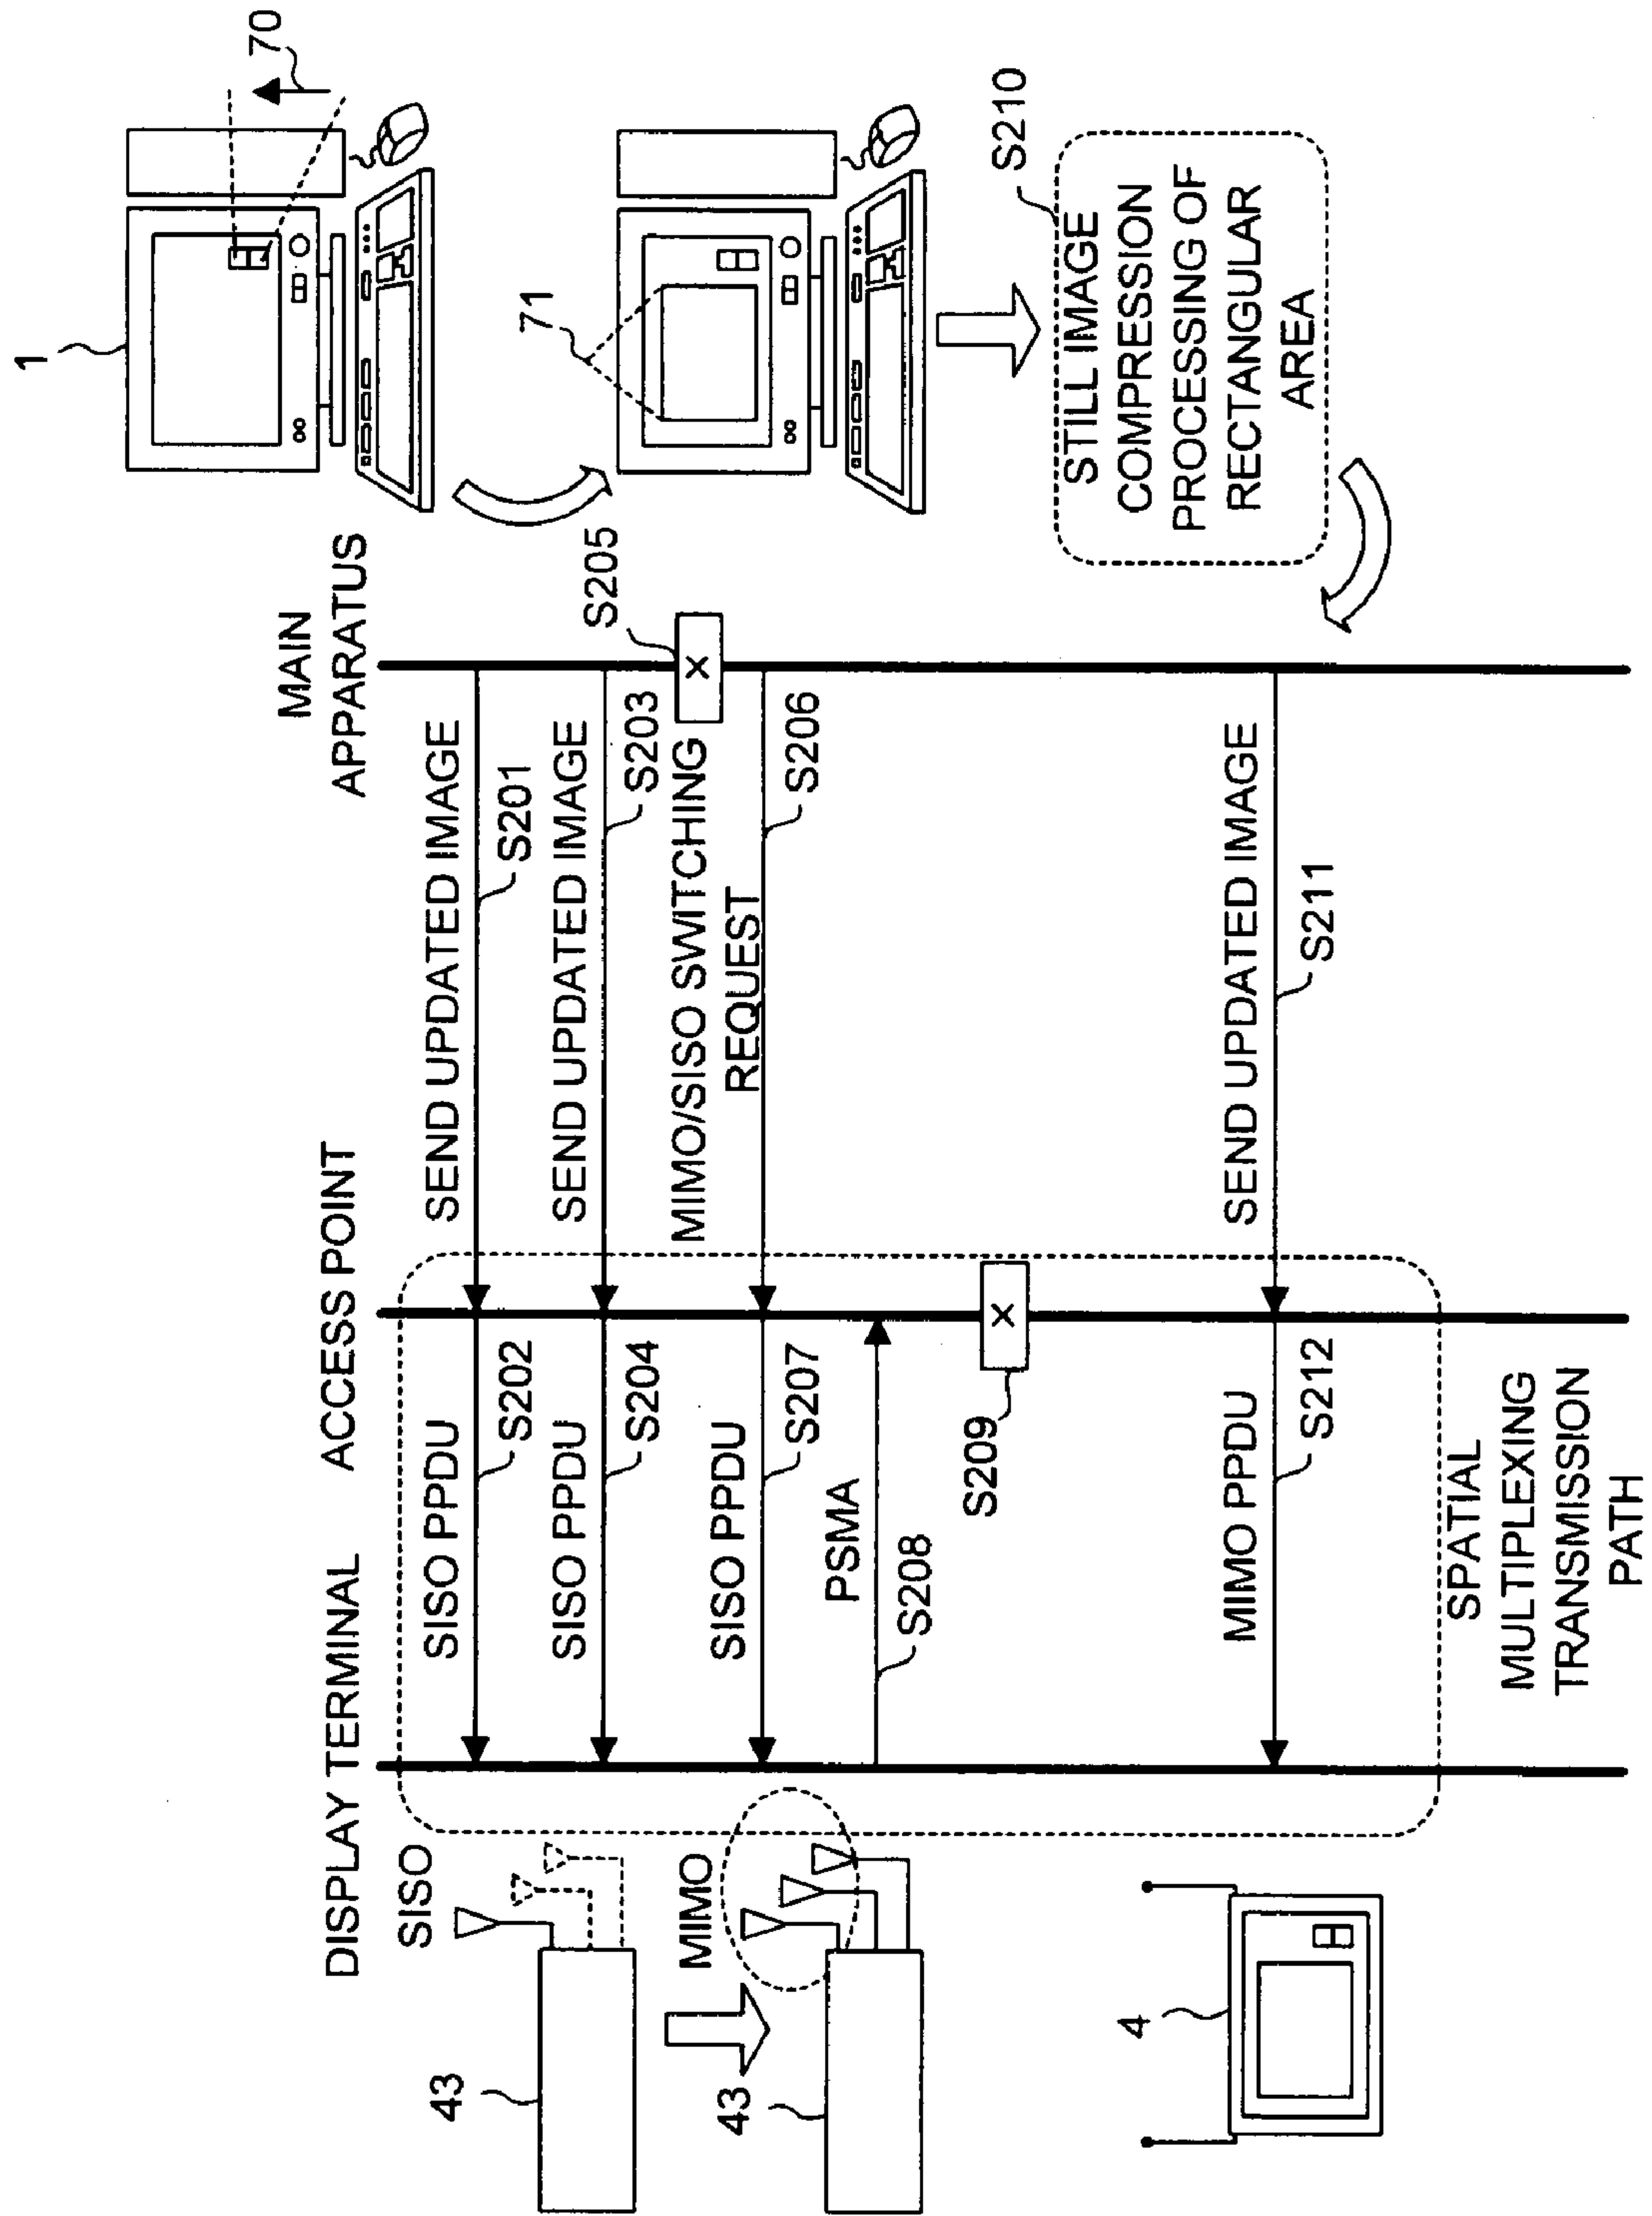 DISPLAY TERMINAL
ACCESS POINT
MAIN
APPARATUS
1
70
SISO
43
SISO PPDU
S202
SEND UPDATED IMAGE
S201
SISO PPDU
S204
SEND UPDATED IMAGE
S203
S205
X
71
MIMO
43
SISO PPDU
S207
MIMO/SISO SWITCHING
REQUEST
S206
PSMA
S208
S209
X
S210
STILL IMAGE
COMPRESSION
PROCESSING OF
RECTANGULAR
AREA
4
MIMO PPDU
S212
SEND UPDATED IMAGE
S211
SPATIAL
MULTIPLEXING
TRANSMISSION
PATH